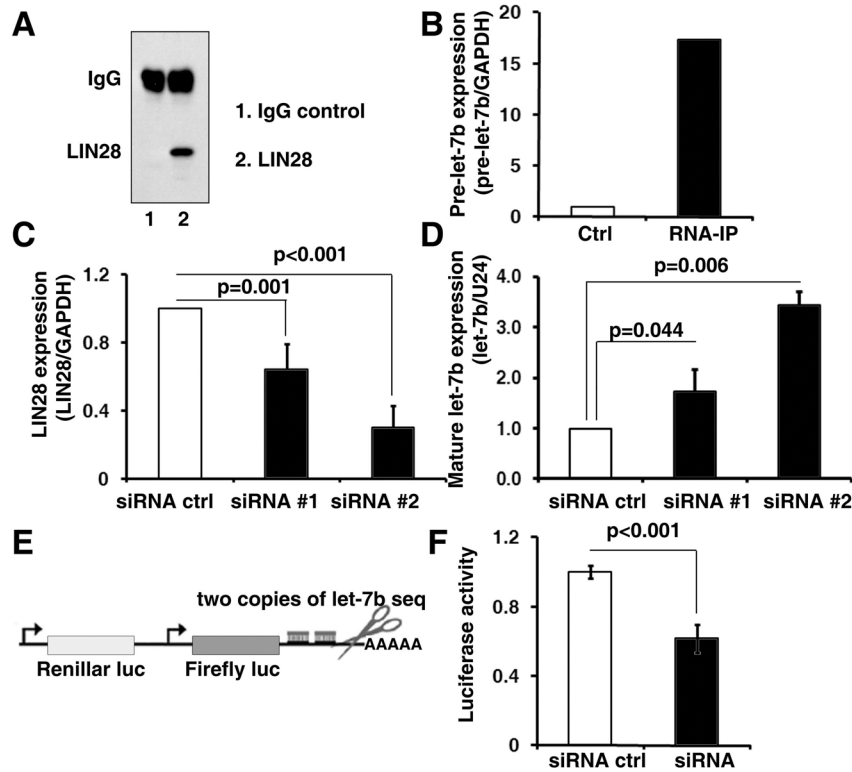 A
IgG
LIN28
1. IgG control
2. LIN28
1 2
B
Pre-let-7b expression
(pre-let-7b/GAPDH)
20
15
10
5
0
Ctrl RNA-IP
C
LIN28 expression
(LIN28/GAPDH)
1.2
0.8
0.4
0
p<0.001
p=0.001
siRNA ctrl siRNA #1 siRNA #2
D
Mature let-7b expression
(let-7b/U24)
4.0
3.0
2.0
1.0
0.0
p=0.006
p=0.044
siRNA ctrl siRNA #1 siRNA #2
E
two copies of let-7b seq
AAAAA
Renillar luc Firefly luc
F
Luciferase activity
1.2
0.8
0.4
0
p<0.001
siRNA ctrl siRNA